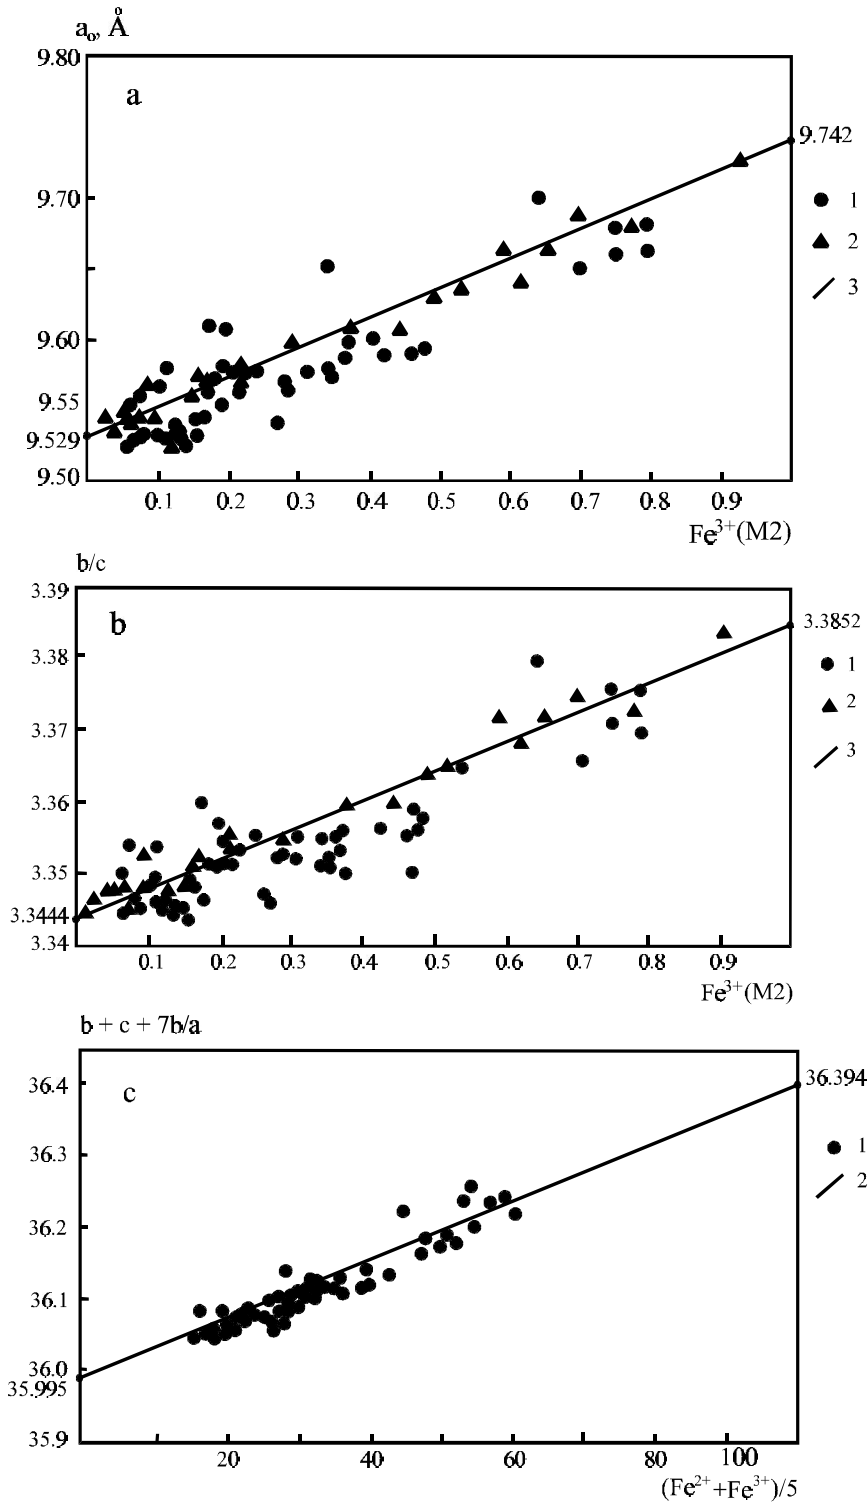 a₀, Å
9.80
a
9.742
9.70
1
2
3
9.60
9.55
9.529
9.50
0.1 0.2 0.3 0.4 0.5 0.6 0.7 0.8 0.9
Fe³⁺(M2)
b/c
3.39
b
3.3852
3.38
1
2
3.37
3
3.36
3.35
3.3444
3.34
0.1 0.2 0.3 0.4 0.5 0.6 0.7 0.8 0.9
Fe³⁺(M2)
b + c + 7b/a
36.394
36.4
c
1
36.3
2
36.2
36.1
36.0
35.995
35.9
20 40 60 80 100
(Fe²⁺+Fe³⁺)/5